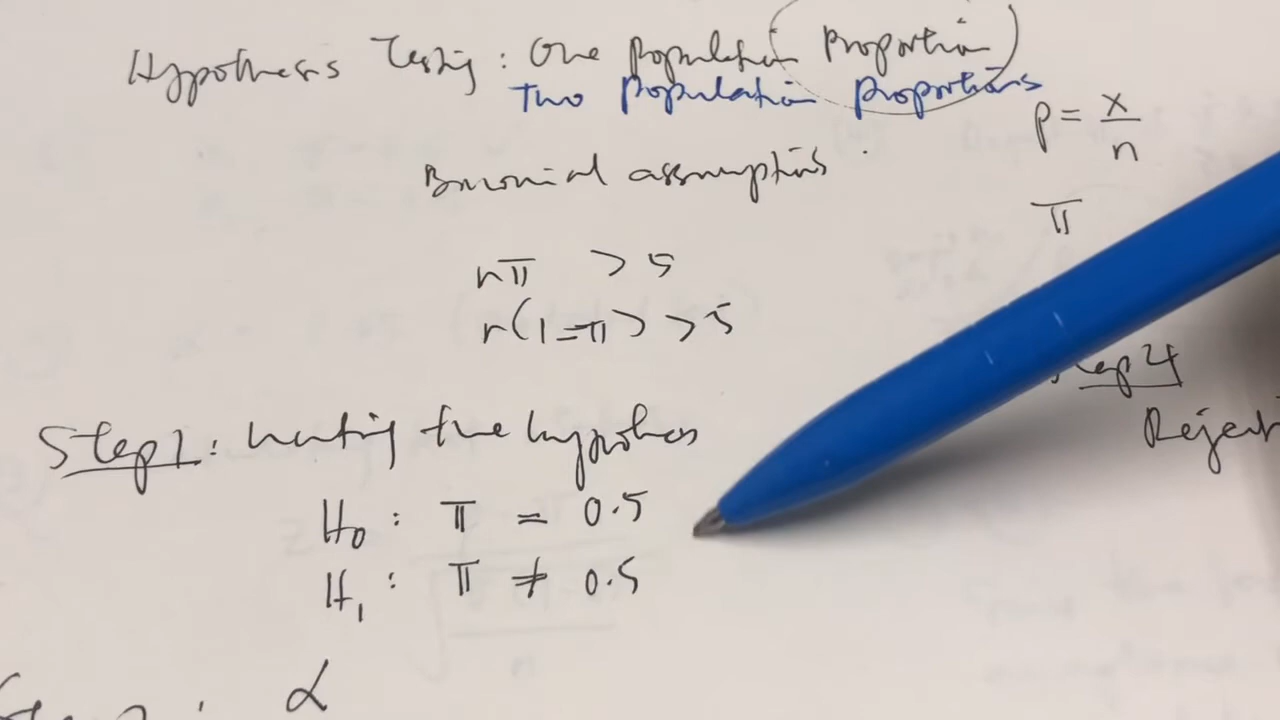 Hypothesis Testing: One Population Proportion
Two Population Proportions
p = x/n
Binomial assumptions
π
nπ > 5
n(1-π) > 5
Step 4
Reject
Step 1: Writing the hypotheses
H₀ : π = 0.5
H₁ : π ≠ 0.5
α